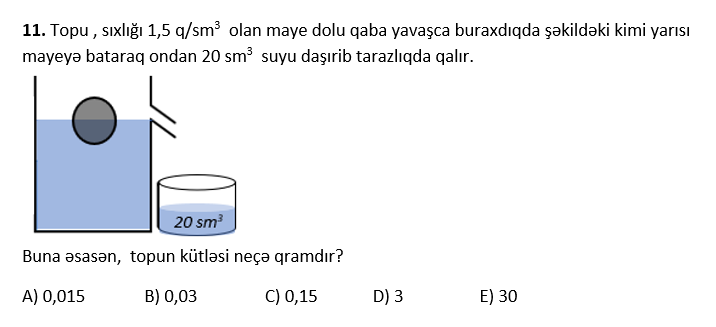 11. Topu , sıxlığı 1,5 q/sm³ olan maye dolu qaba yavaşca buraxdıqda şəkildəki kimi yarısı
mayeyə bataraq ondan 20 sm³ suyu daşırib tarazlıqda qalır.
20 sm³
Buna əsasən, topun kütləsi neçə qramdır?
A) 0,015 B) 0,03 C) 0,15 D) 3 E) 30